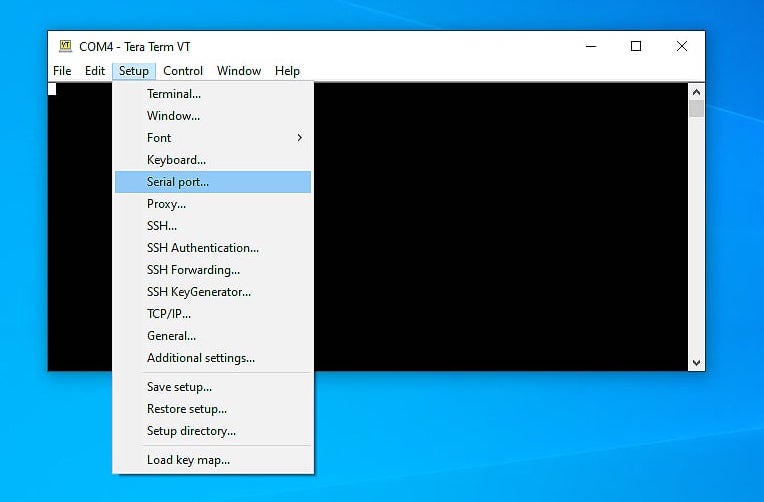 COM4 - Tera Term VT
File Edit Setup Control Window Help
Terminal...
Window...
Font
Keyboard...
Serial port...
Proxy...
SSH...
SSH Authentication...
SSH Forwarding...
SSH KeyGenerator...
TCP/IP...
General...
Additional settings...
Save setup...
Restore setup...
Setup directory...
Load key map...